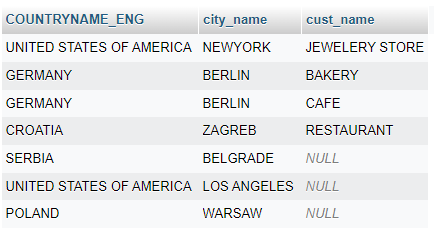 COUNTRYNAME_ENG city_name cust_name
UNITED STATES OF AMERICA NEWYORK JEWELERY STORE
GERMANY BERLIN BAKERY
GERMANY BERLIN CAFE
CROATIA ZAGREB RESTAURANT
SERBIA BELGRADE NULL
UNITED STATES OF AMERICA LOS ANGELES NULL
POLAND WARSAW NULL